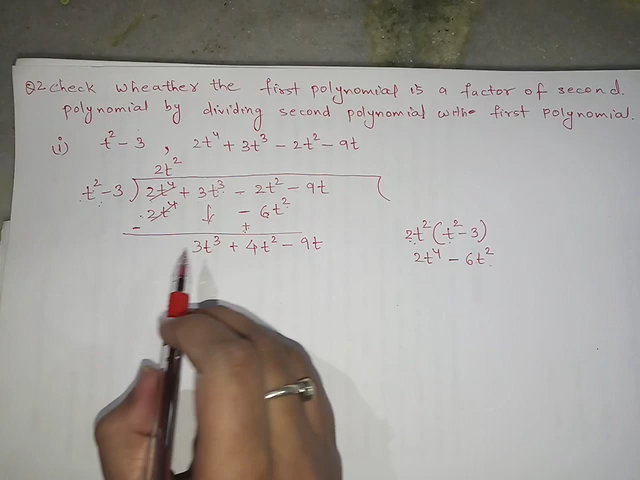 Q2 check wheather the first polynomial is a factor of second.
polynomial by dividing second polynomial withe first polynomial.
i) t² - 3 , 2t⁴ + 3t³ - 2t² - 9t
2t²
t² - 3 ) 2t⁴ + 3t³ - 2t² - 9t (
2t⁴ ↓ - 6t²
- +
3t³ + 4t² - 9t
2t² (t² - 3)
2t⁴ - 6t²